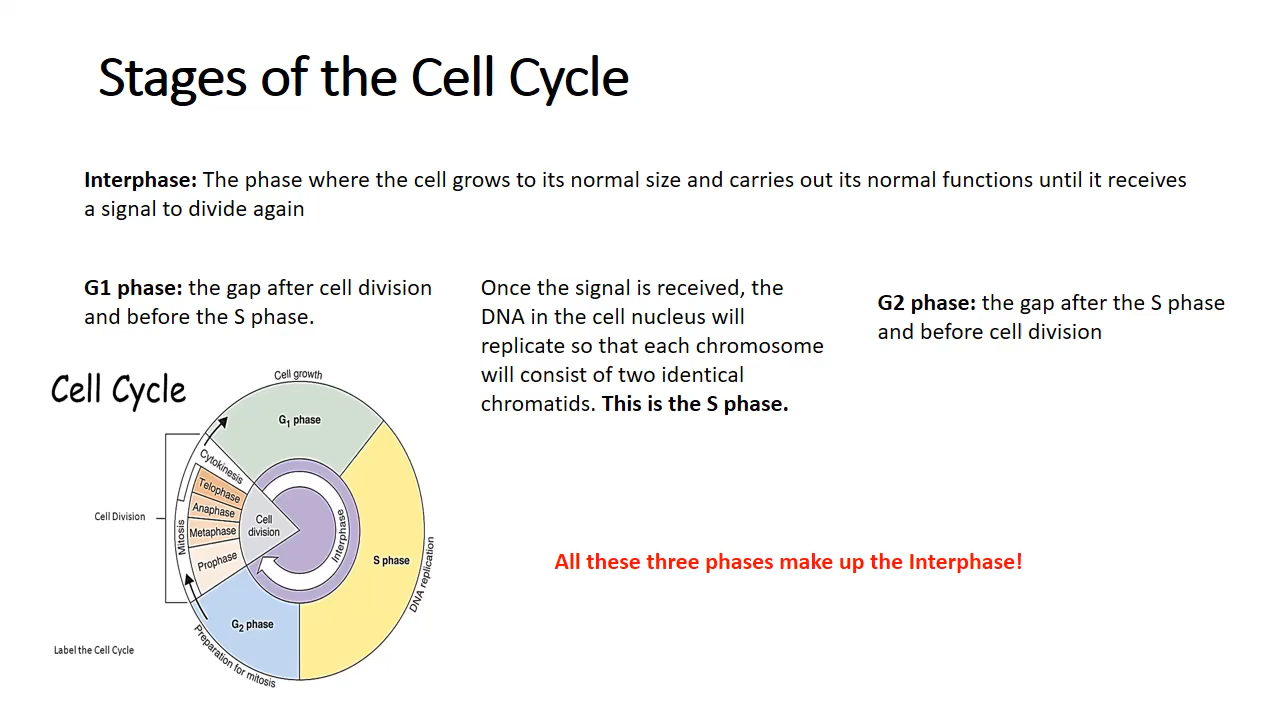 Stages of the Cell Cycle
Interphase: The phase where the cell grows to its normal size and carries out its normal functions until it receives
a signal to divide again
G1 phase: the gap after cell division
and before the S phase.
Once the signal is received, the
DNA in the cell nucleus will
replicate so that each chromosome
will consist of two identical
chromatids. This is the S phase.
G2 phase: the gap after the S phase
and before cell division
Cell Cycle
Cell growth
G1 phase
Cytokinesis
Telophase
Anaphase
Metaphase
Prophase
Mitosis
Cell Division
Cell
division
Interphase
S phase
DNA replication
G2 phase
Preparation for mitosis
Label the Cell Cycle
All these three phases make up the Interphase!